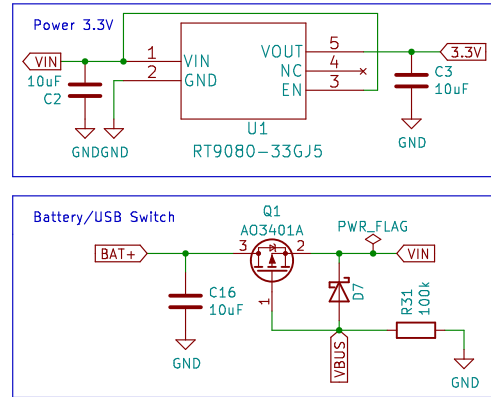 Power 3.3V
VIN
10uF
C2
GND
GND
1
2
VIN
GND
VOUT
NC
EN
5
4
3
U1
RT9080-33GJ5
3.3V
C3
10uF
GND
Battery/USB Switch
BAT+
C16
10uF
GND
Q1
AO3401A
3
2
1
PWR_FLAG
VIN
D7
VBUS
R31
100k
GND